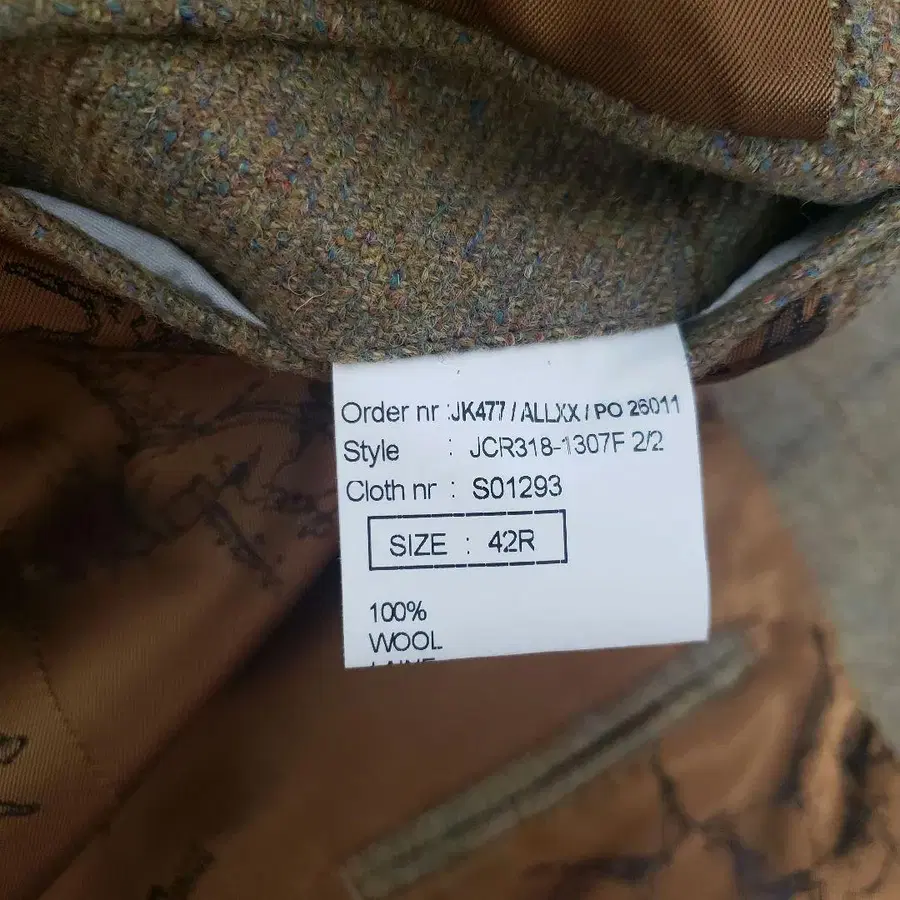 Order nr :JK477 / ALLXX / PO 26011
Style : JCR318-1307F 2/2
Cloth nr : S01293
SIZE : 42R
100%
WOOL